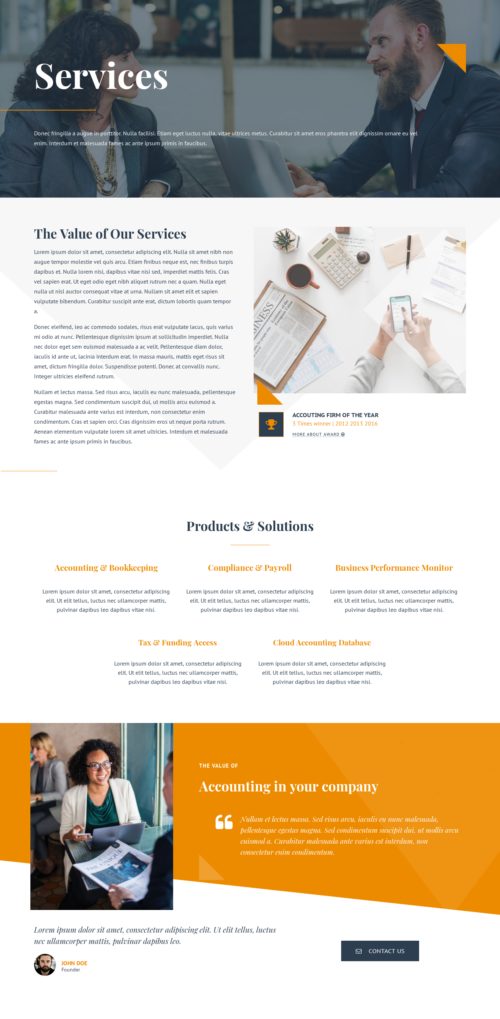 Services
Donec fringilla a augue in porttitor. Nulla facilisi. Etiam eget luctus nulla, vitae ultrices metus. Curabitur sit amet eros pharetra elit dignissim ornare eu vel
enim. Interdum et malesuada fames ac ante ipsum primis in faucibus.
The Value of Our Services
Lorem ipsum dolor sit amet, consectetur adipiscing elit. Nulla sit amet nibh non
augue tempor molestie vel quis arcu. Etiam finibus neque est, nec finibus turpis
dapibus et. Nulla lorem nisi, dapibus vitae nisi sed, imperdiet mattis felis. Cras
vel sapien mi. Ut eget odio eget nibh aliquet rutrum nec a quam. Nulla eget
nulla ut nisl auctor consequat vitae at urna. Nullam sit amet elit et sapien
vulputate bibendum. Curabitur suscipit ante erat, dictum lobortis quam tempor
a.
Donec eleifend, leo ac commodo sodales, risus erat vulputate lacus, quis varius
mi odio at nunc. Pellentesque dignissim ipsum at sollicitudin imperdiet. Nulla
nec dolor eget sem euismod malesuada a ac velit. Pellentesque diam dolor,
iaculis id ante ut, lacinia interdum erat. In massa mauris, mattis eget risus sit
amet, dictum fringilla dolor. Suspendisse potenti. Donec at convallis nunc.
Integer ultricies eleifend rutrum.
Nullam et lectus massa. Sed risus arcu, iaculis eu nunc malesuada, pellentesque
egestas magna. Sed condimentum suscipit dui, ut mollis arcu euismod a.
Curabitur malesuada ante varius est interdum, non consectetur enim
condimentum. Cras et sapien orci. Cras dignissim eros ut neque porta rutrum.
Aenean elementum vulputate lorem sit amet ultricies. Interdum et malesuada
fames ac ante ipsum primis in faucibus.
BUSINESS
ACCOUTING FIRM OF THE YEAR
3 Times winner | 2012 2013 2016
MORE ABOUT AWARD
Products & Solutions
Accounting & Bookkeeping
Lorem ipsum dolor sit amet, consectetur adipiscing
elit. Ut elit tellus, luctus nec ullamcorper mattis,
pulvinar dapibus leo dapibus vitae nisi.
Compliance & Payroll
Lorem ipsum dolor sit amet, consectetur adipiscing
elit. Ut elit tellus, luctus nec ullamcorper mattis,
pulvinar dapibus leo dapibus vitae nisi.
Business Performance Monitor
Lorem ipsum dolor sit amet, consectetur adipiscing
elit. Ut elit tellus, luctus nec ullamcorper mattis,
pulvinar dapibus leo dapibus vitae nisi.
Tax & Funding Access
Lorem ipsum dolor sit amet, consectetur adipiscing
elit. Ut elit tellus, luctus nec ullamcorper mattis,
pulvinar dapibus leo dapibus vitae nisi.
Cloud Accounting Database
Lorem ipsum dolor sit amet, consectetur adipiscing
elit. Ut elit tellus, luctus nec ullamcorper mattis,
pulvinar dapibus leo dapibus vitae nisi.
THE VALUE OF
Accounting in your company
Nullam et lectus massa. Sed risus arcu, iaculis eu nunc malesuada,
pellentesque egestas magna. Sed condimentum suscipit dui, ut mollis arcu
euismod a. Curabitur malesuada ante varius est interdum, non
consectetur enim condimentum.
Lorem ipsum dolor sit amet, consectetur adipiscing elit. Ut elit tellus, luctus
nec ullamcorper mattis, pulvinar dapibus leo.
JOHN DOE
Founder
CONTACT US